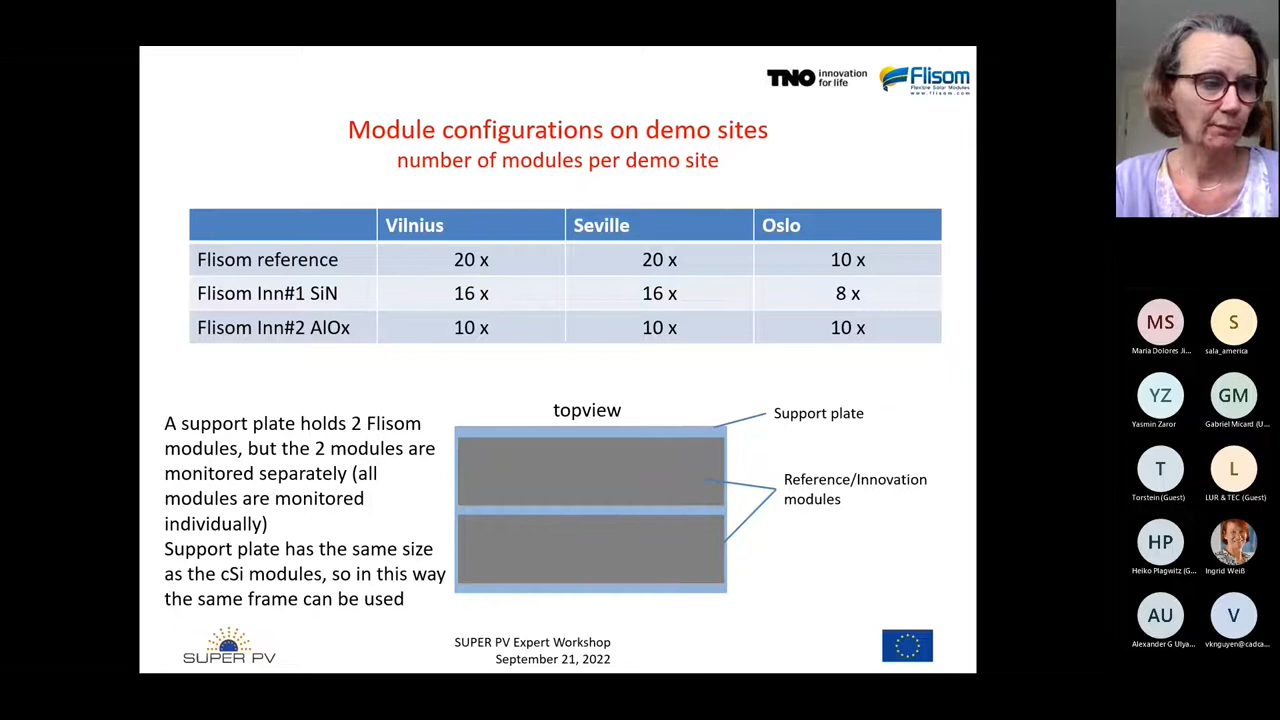 TNO innovation
for life
Flisom
Flexible Solar Modules
www.flisom.com
Module configurations on demo sites
number of modules per demo site
Vilnius Seville Oslo
Flisom reference 20 x 20 x 10 x
Flisom Inn#1 SiN 16 x 16 x 8 x
Flisom Inn#2 AlOx 10 x 10 x 10 x
A support plate holds 2 Flisom
modules, but the 2 modules are
monitored separately (all
modules are monitored
individually)
Support plate has the same size
as the cSi modules, so in this way
the same frame can be used
topview
Support plate
Reference/Innovation
modules
SUPER PV
SUPER PV Expert Workshop
September 21, 2022
MS
Maria Dolores Ji...
S
sala_america
YZ
Yasmin Zaror
GM
Gabriel Micard (U...
T
Torstein (Guest)
L
LUR & TEC (Guest)
HP
Heiko Plagwitz (G...
Ingrid Weiß
AU
Alexander G Ulya...
V
vknguyen@cadca...